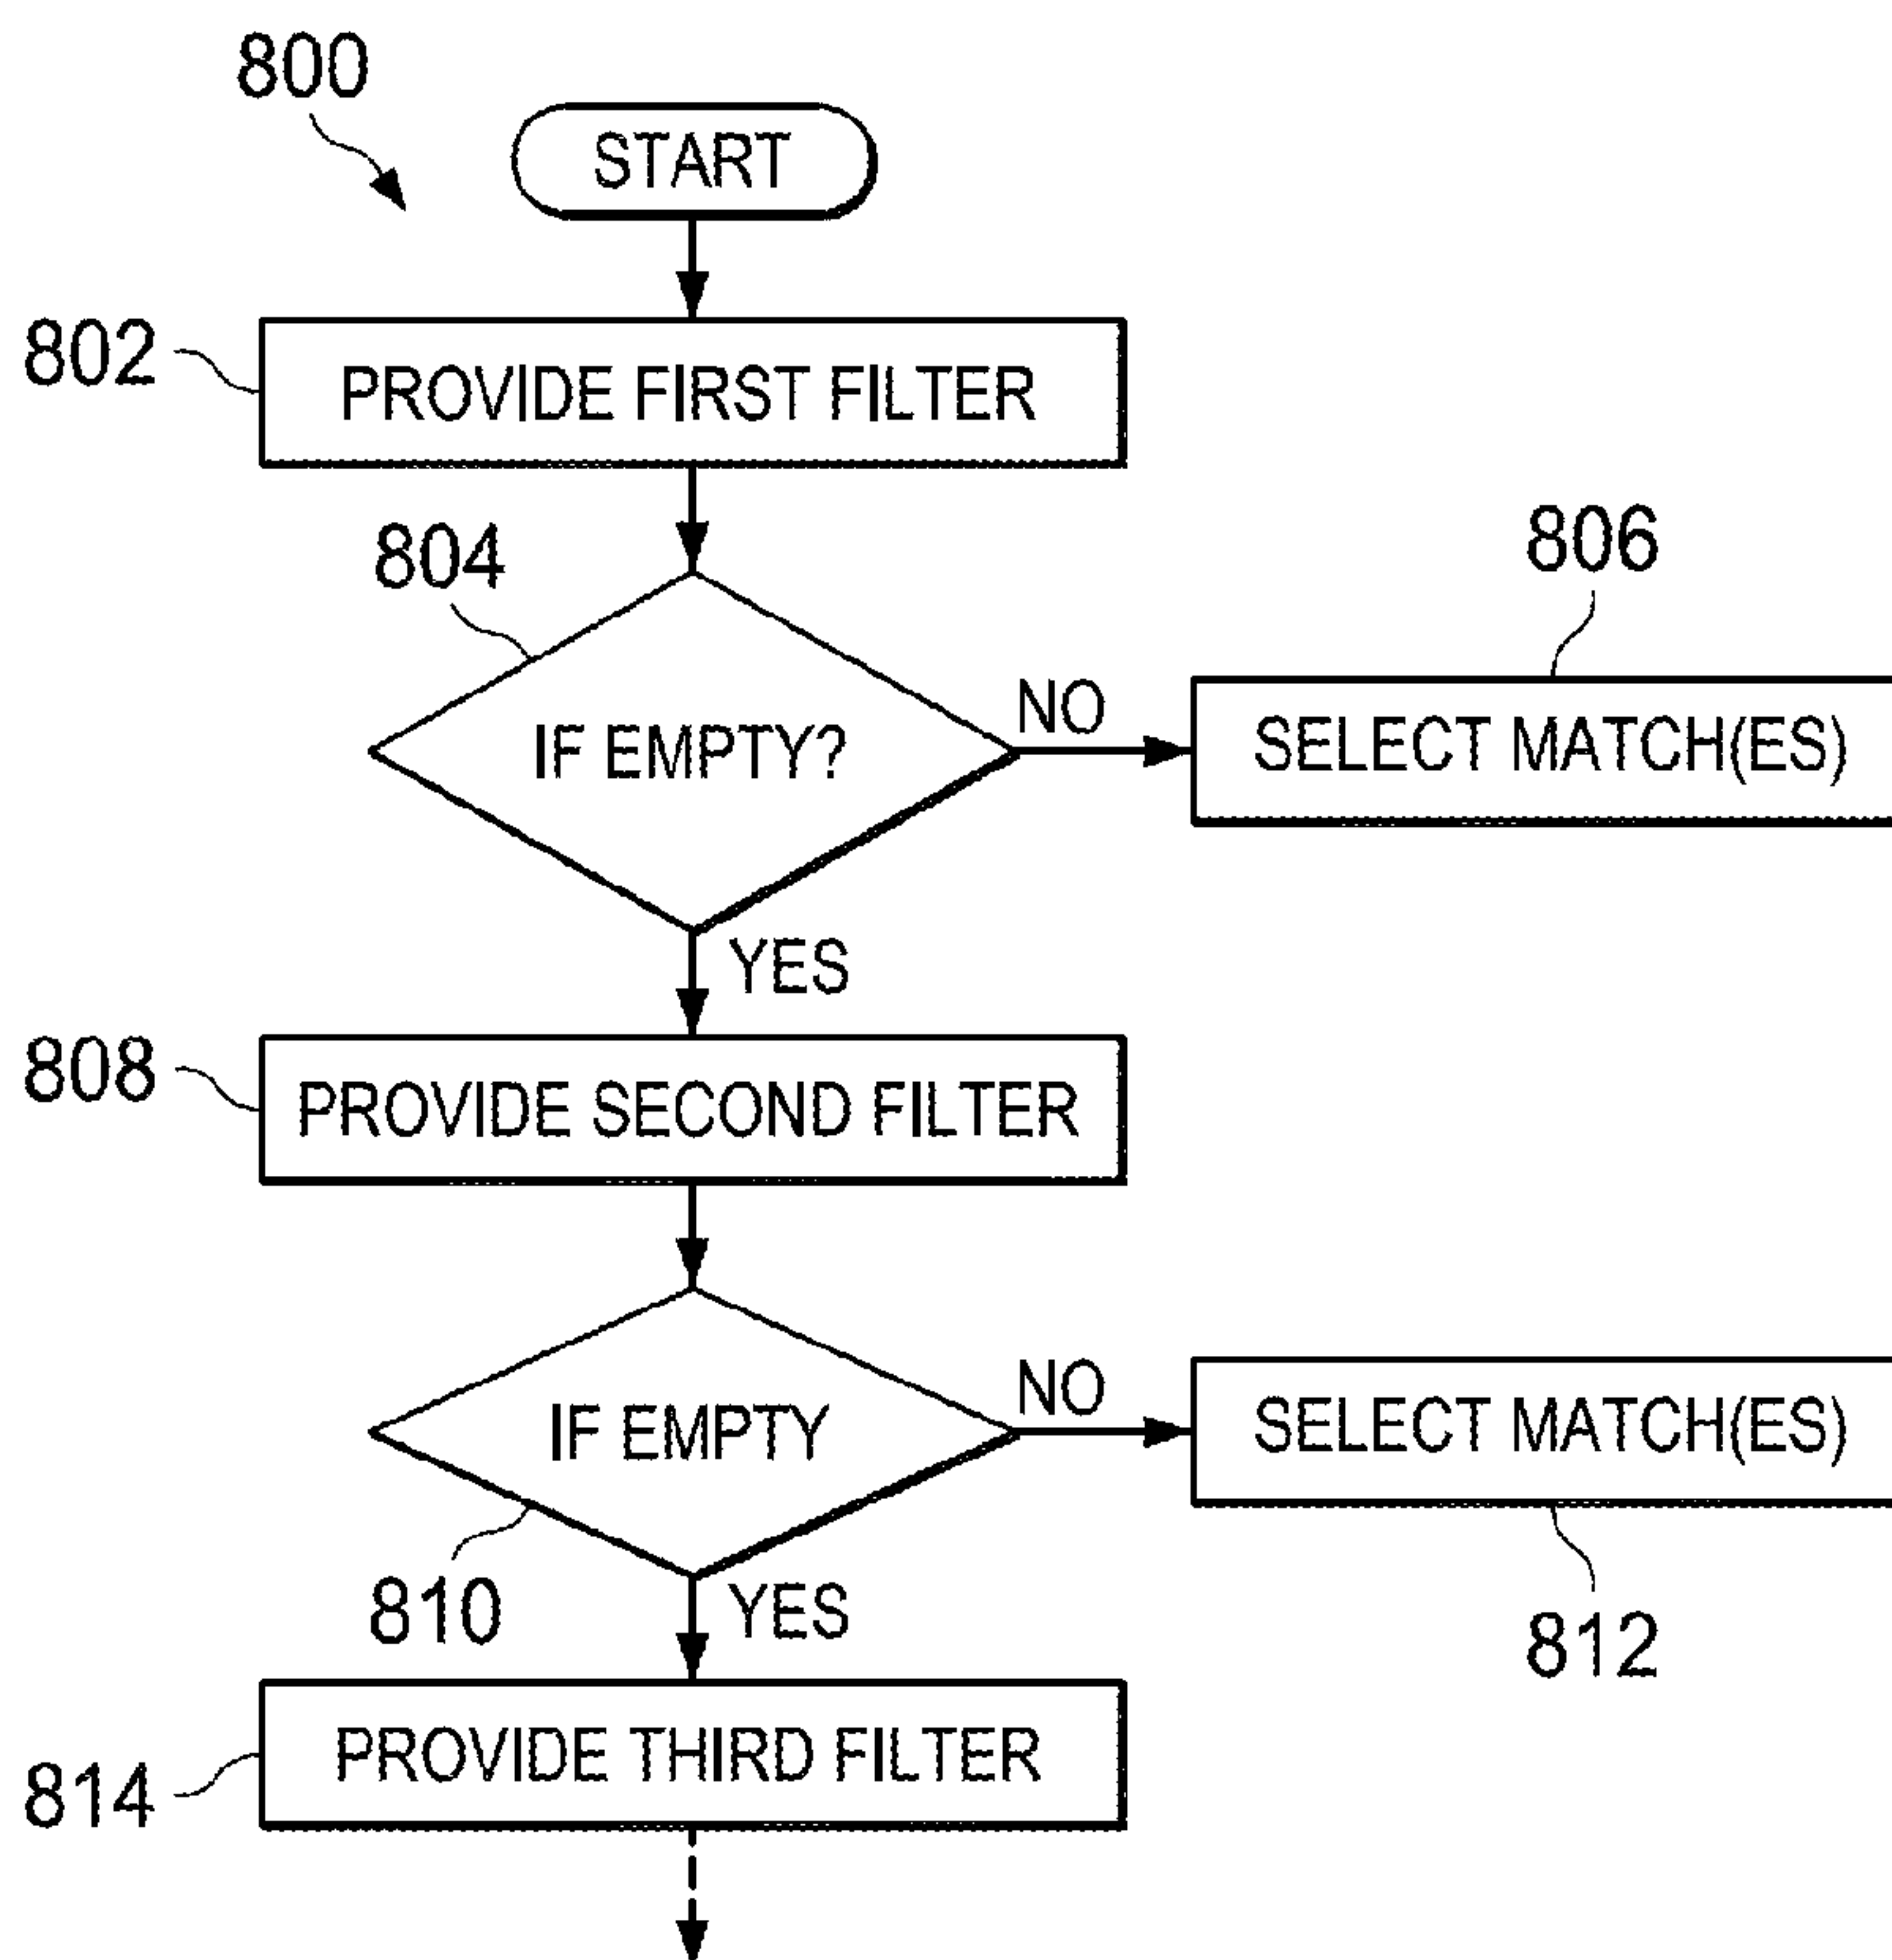 800
START
802
PROVIDE FIRST FILTER
804
806
IF EMPTY?
NO
SELECT MATCH(ES)
YES
808
PROVIDE SECOND FILTER
IF EMPTY
NO
SELECT MATCH(ES)
810
YES
812
PROVIDE THIRD FILTER
814